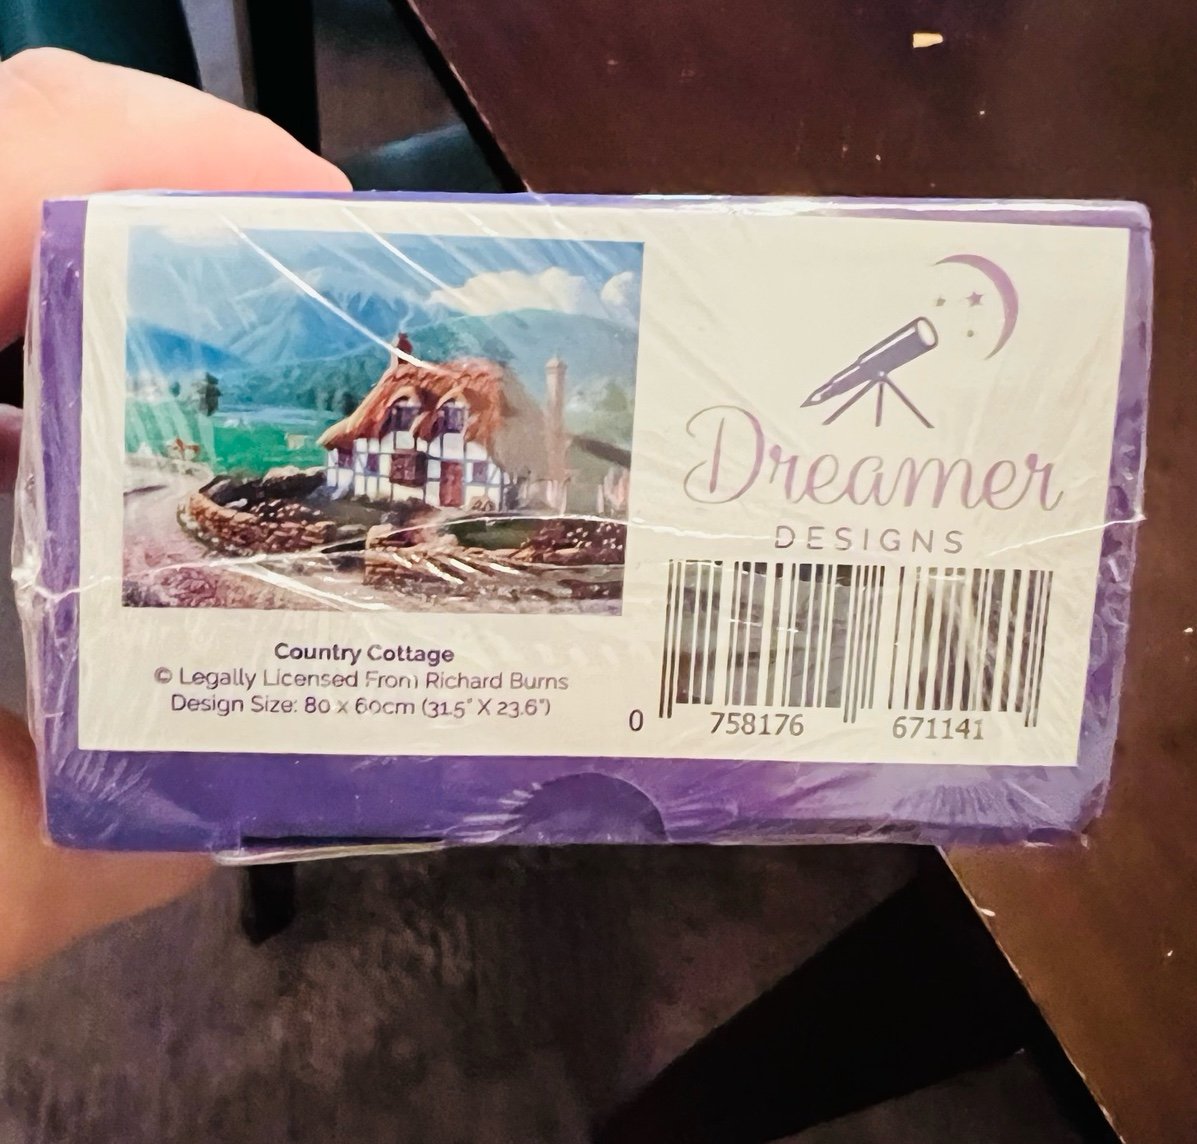 Dreamer
DESIGNS
Country Cottage
© Legally Licensed From Richard Burns
Design Size: 80 x 60cm (31.5" X 23.6")
0 758176 671141